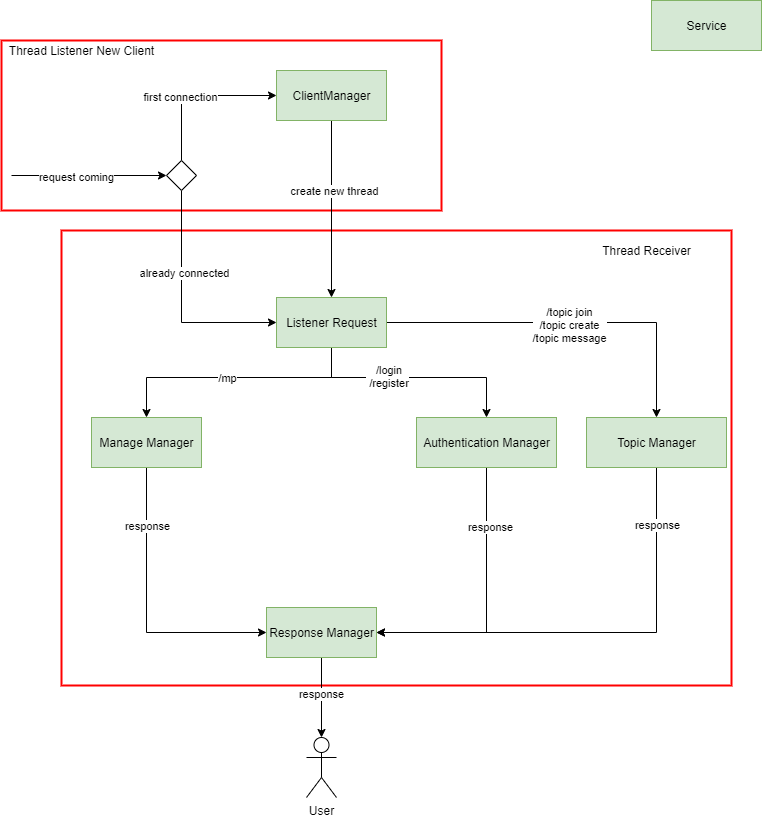 Service
Thread Listener New Client
first connection
ClientManager
request coming
create new thread
Thread Receiver
already connected
Listener Request
/topic join
/topic create
/topic message
/mp
/login
/register
Manage Manager
Authentication Manager
Topic Manager
response
response
response
Response Manager
response
User